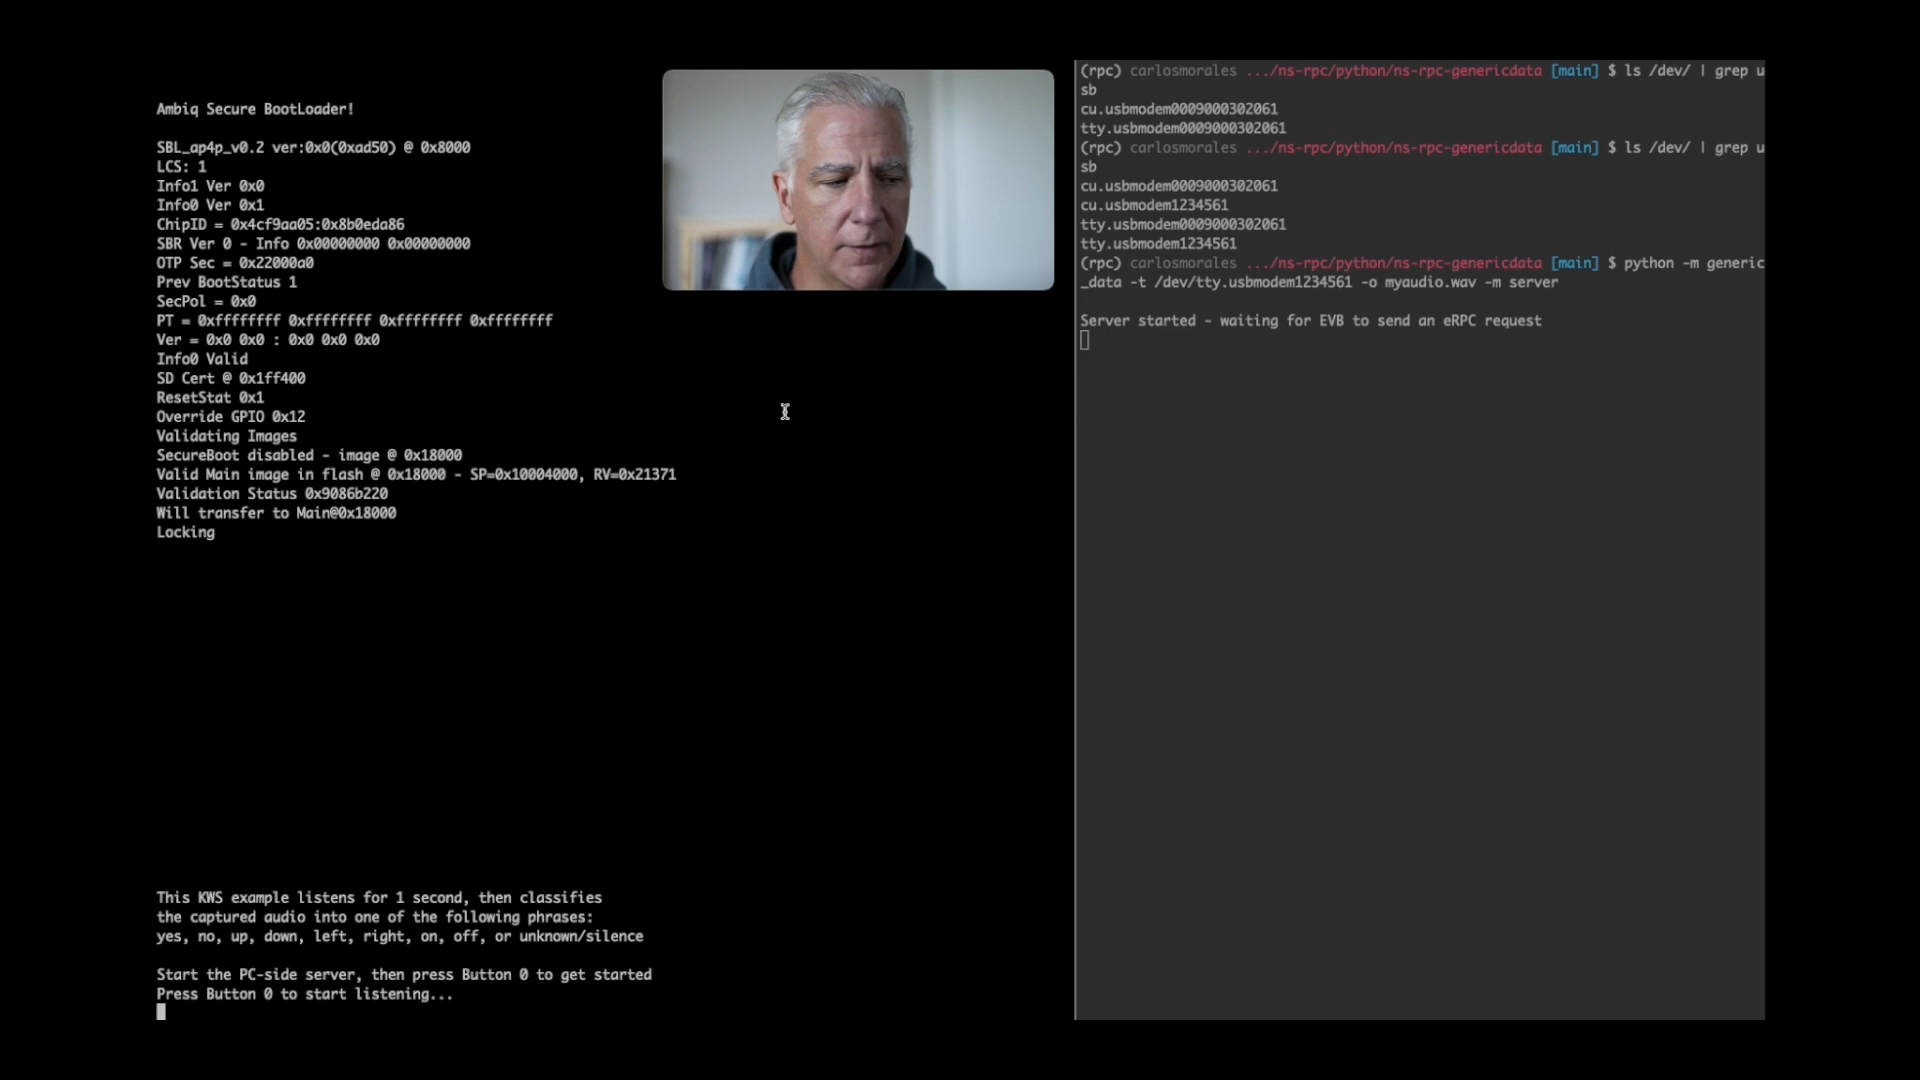 Ambiq Secure BootLoader!
SBL_ap4p_v0.2 ver:0x0(0xad50) @ 0x8000
LCS: 1
Info1 Ver 0x0
Info0 Ver 0x1
ChipID = 0x4cf9aa05:0x8b0eda86
SBR Ver 0 - Info 0x00000000 0x00000000
OTP Sec = 0x22000a0
Prev BootStatus 1
SecPol = 0x0
PT = 0xffffffff 0xffffffff 0xffffffff 0xffffffff
Ver = 0x0 0x0 : 0x0 0x0 0x0
Info0 Valid
SD Cert @ 0x1ff400
ResetStat 0x1
Override GPIO 0x12
Validating Images
SecureBoot disabled - image @ 0x18000
Valid Main image in flash @ 0x18000 - SP=0x10004000, RV=0x21371
Validation Status 0x9086b220
Will transfer to Main@0x18000
Locking
This KWS example listens for 1 second, then classifies
the captured audio into one of the following phrases:
yes, no, up, down, left, right, on, off, or unknown/silence
Start the PC-side server, then press Button 0 to get started
Press Button 0 to start listening...
(rpc) carlosmorales .../ns-rpc/python/ns-rpc-genericdata [main] $ ls /dev/ | grep u
sb
cu.usbmodem0009000302061
tty.usbmodem0009000302061
(rpc) carlosmorales .../ns-rpc/python/ns-rpc-genericdata [main] $ ls /dev/ | grep u
sb
cu.usbmodem0009000302061
cu.usbmodem1234561
tty.usbmodem0009000302061
tty.usbmodem1234561
(rpc) carlosmorales .../ns-rpc/python/ns-rpc-genericdata [main] $ python -m generic
_data -t /dev/tty.usbmodem1234561 -o myaudio.wav -m server
Server started - waiting for EVB to send an eRPC request